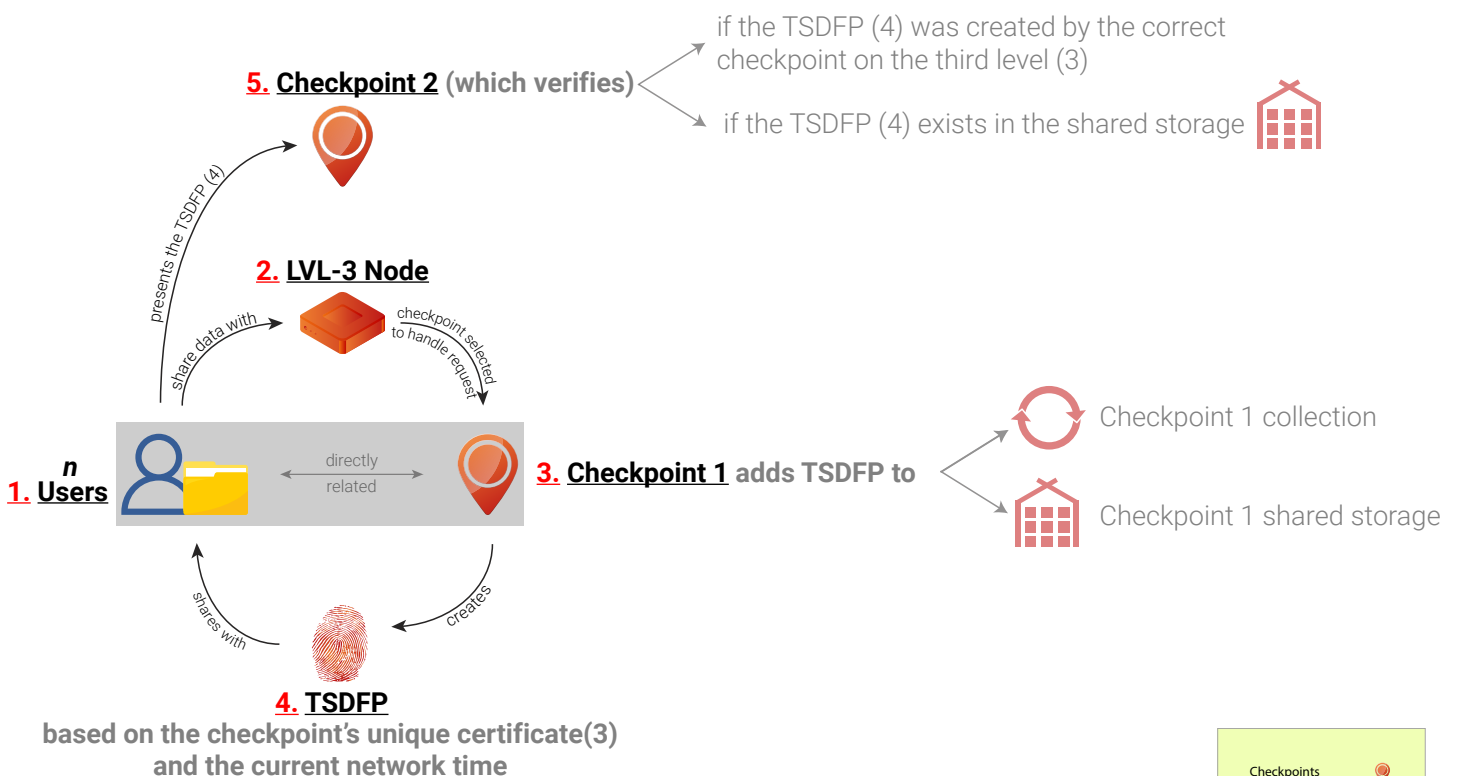 if the TSDFP (4) was created by the correct
checkpoint on the third level (3)
5. Checkpoint 2 (which verifies)
if the TSDFP (4) exists in the shared storage
presents the TSDFP (4)
2. LVL-3 Node
share data with
checkpoint selected
to handle request
directly
related
n
1. Users
3. Checkpoint 1 adds TSDFP to
Checkpoint 1 collection
Checkpoint 1 shared storage
shares with
creates
4. TSDFP
based on the checkpoint’s unique certificate(3)
and the current network time
Checkpoints